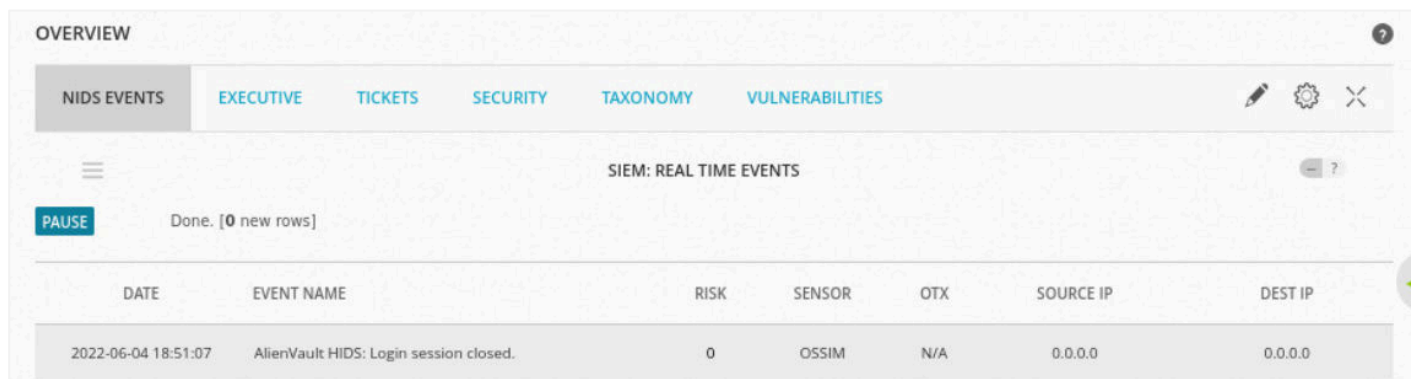 OVERVIEW ?
NIDS EVENTS EXECUTIVE TICKETS SECURITY TAXONOMY VULNERABILITIES
SIEM: REAL TIME EVENTS – ?
PAUSE Done. [0 new rows]
DATE EVENT NAME RISK SENSOR OTX SOURCE IP DEST IP
2022-06-04 18:51:07 AlienVault HIDS: Login session closed. 0 OSSIM N/A 0.0.0.0 0.0.0.0